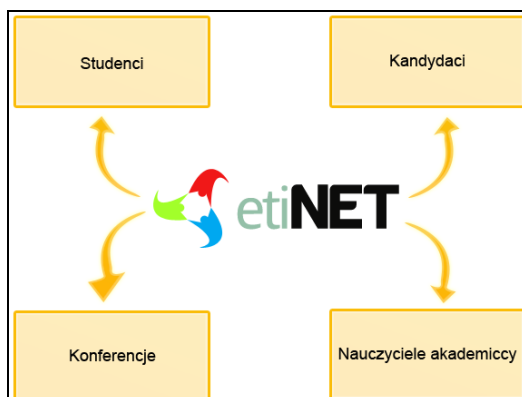 Studenci
Kandydaci
etiNET
Konferencje
Nauczyciele akademiccy